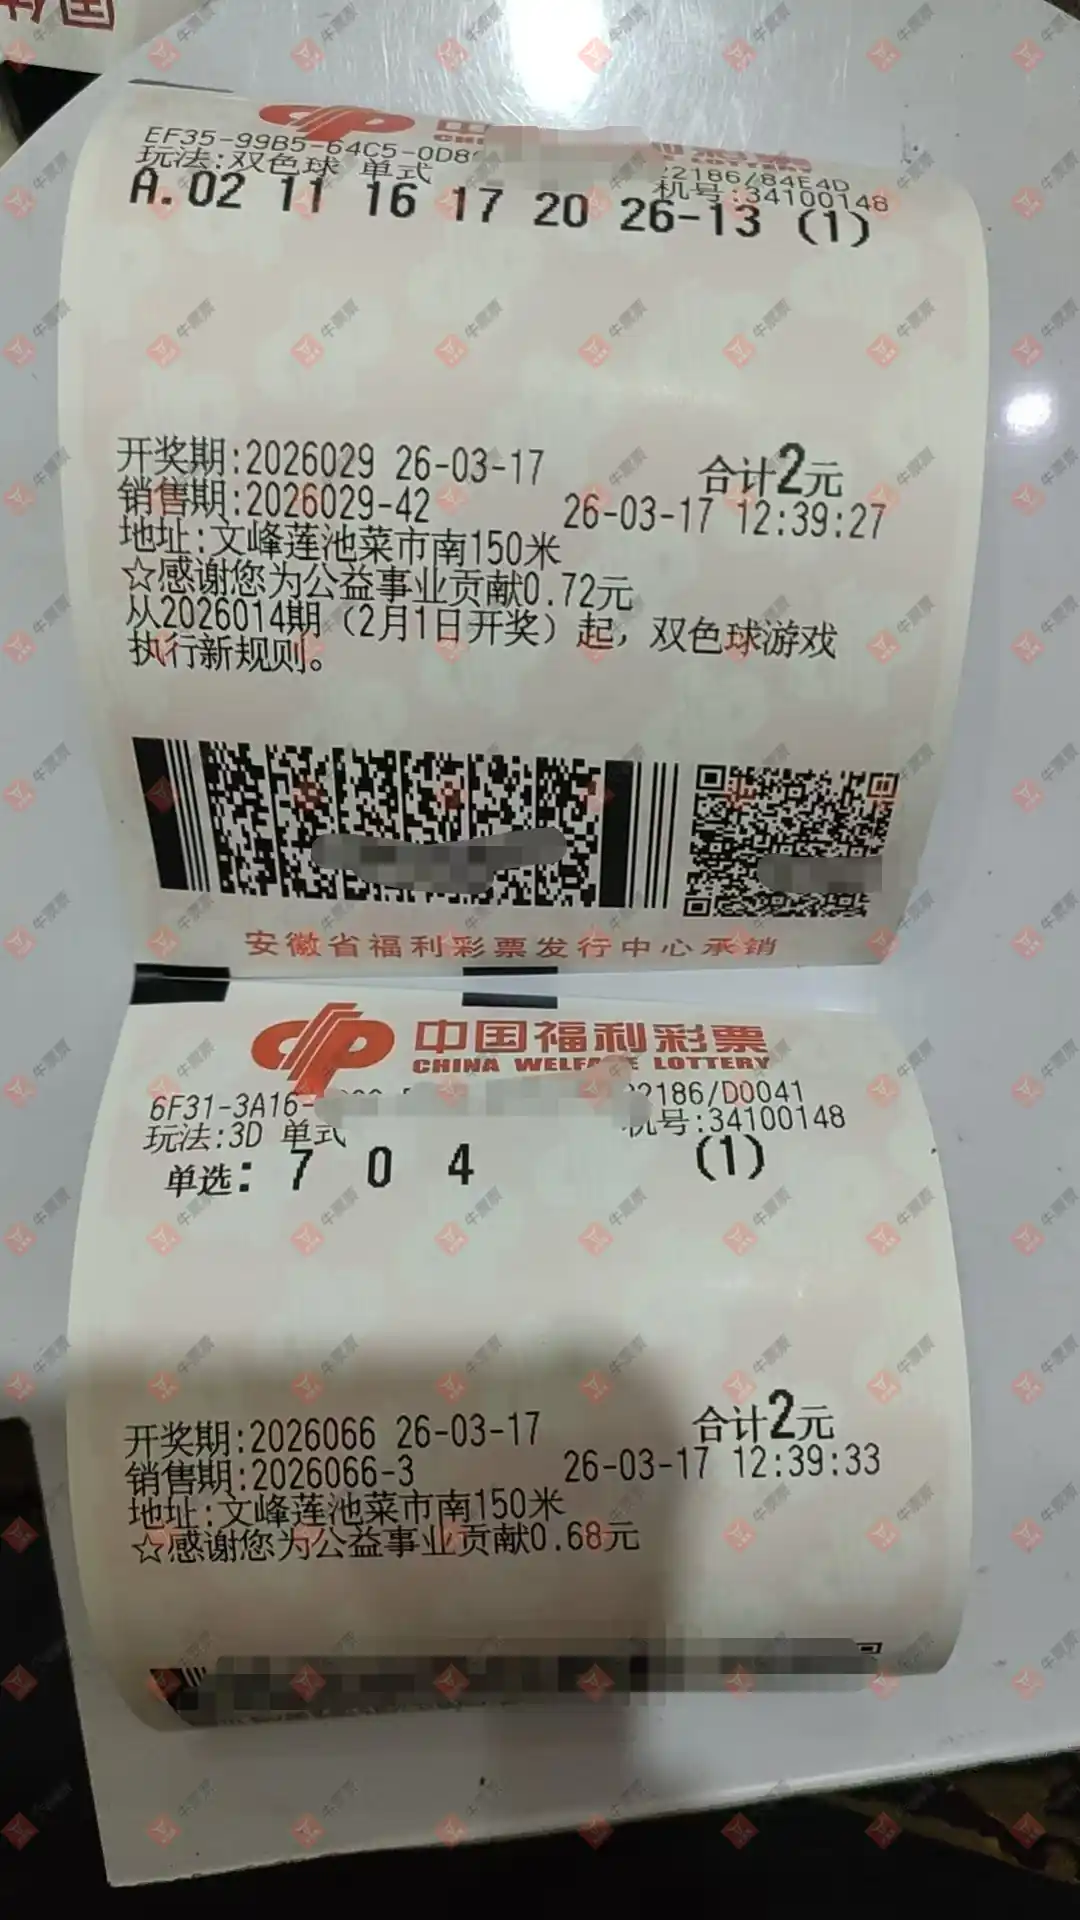 EF35-99B5-64C5-0D8
2186/84E4D
玩法:双色球 单式
机号:34100148
A.02 11 16 17 20 26-13 (1)
开奖期:2026029 26-03-17
合计2元
销售期:2026029-42
26-03-17 12:39:27
地址:文峰莲池菜市南150米
☆感谢您为公益事业贡献0.72元
从2026014期（2月1日开奖）起，双色球游戏
执行新规则。
安徽省福利彩票发行中心承销
中国福利彩票
CHINA WELFARE LOTTERY
6F31-3A16-
2186/D0041
玩法:3D 单式
机号:34100148
单选: 7 0 4 (1)
开奖期:2026066 26-03-17
合计2元
销售期:2026066-3
26-03-17 12:39:33
地址:文峰莲池菜市南150米
☆感谢您为公益事业贡献0.68元
牛票票